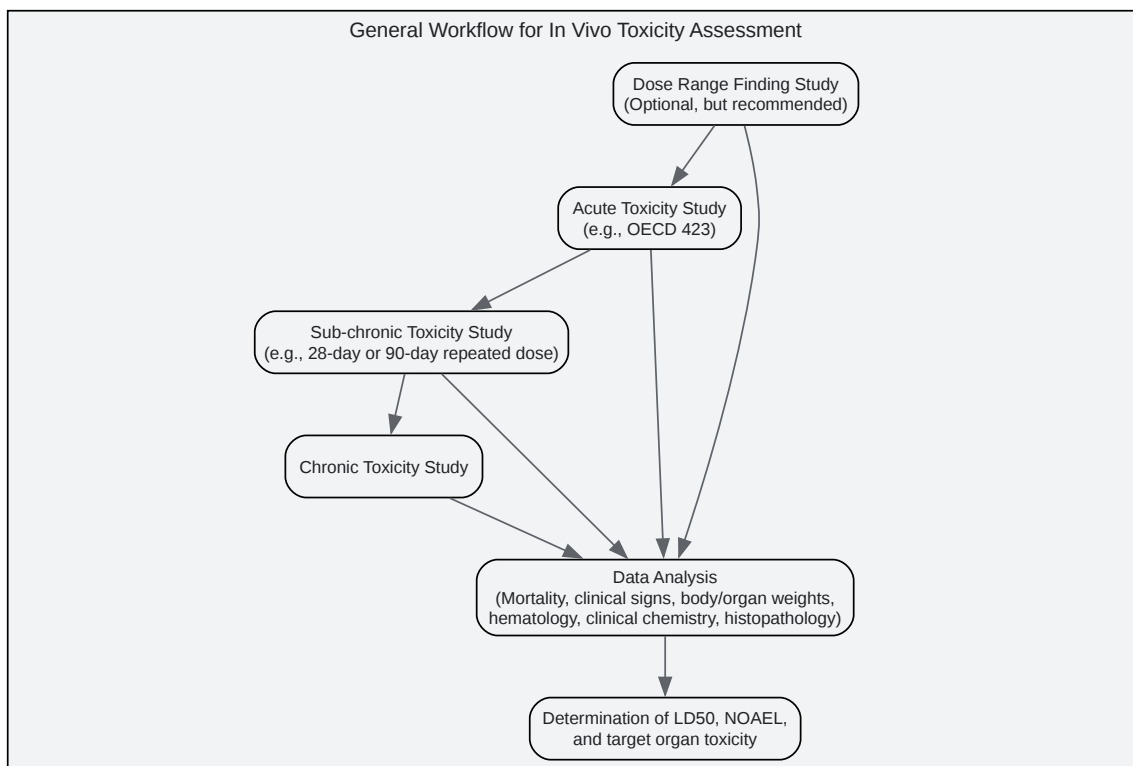 General Workflow for In Vivo Toxicity Assessment
Dose Range Finding Study
(Optional, but recommended)
Acute Toxicity Study
(e.g., OECD 423)
Sub-chronic Toxicity Study
(e.g., 28-day or 90-day repeated dose)
Chronic Toxicity Study
Data Analysis
(Mortality, clinical signs, body/organ weights,
hematology, clinical chemistry, histopathology)
Determination of LD50, NOAEL,
and target organ toxicity